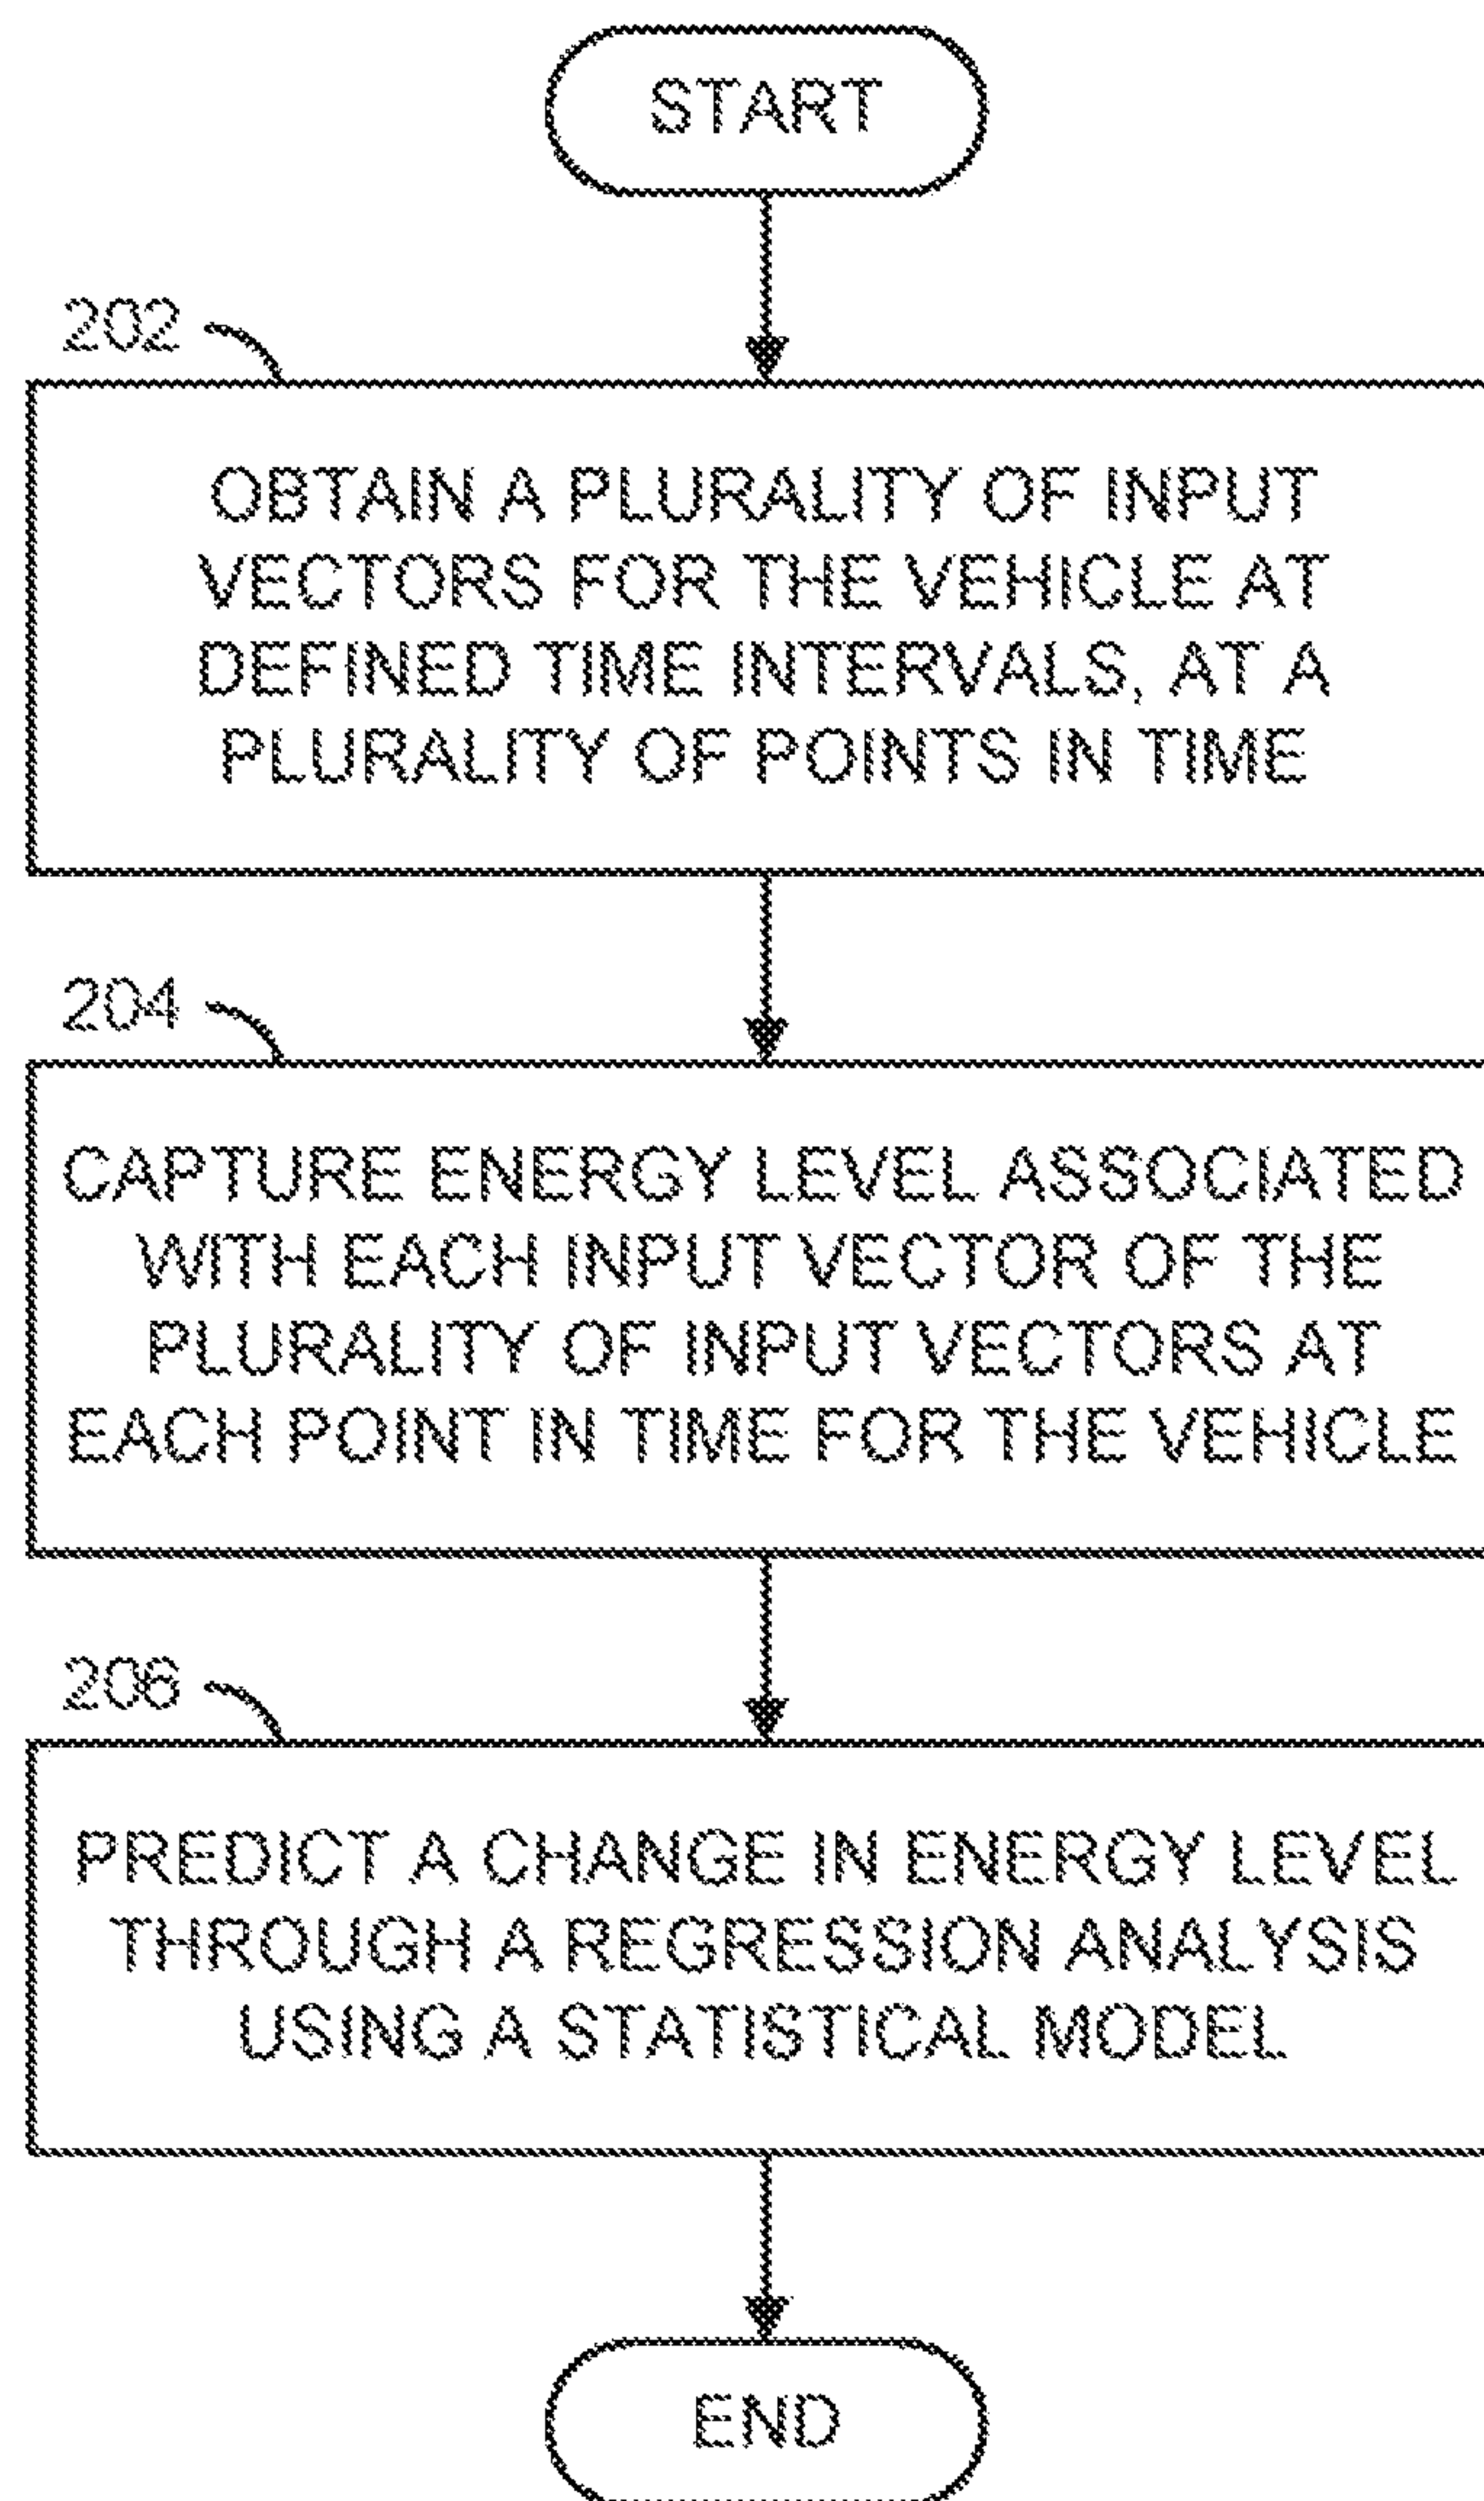 START
202
OBTAIN A PLURALITY OF INPUT
VECTORS FOR THE VEHICLE AT
DEFINED TIME INTERVALS, AT A
PLURALITY OF POINTS IN TIME
204
CAPTURE ENERGY LEVEL ASSOCIATED
WITH EACH INPUT VECTOR OF THE
PLURALITY OF INPUT VECTORS AT
EACH POINT IN TIME FOR THE VEHICLE
206
PREDICT A CHANGE IN ENERGY LEVEL
THROUGH A REGRESSION ANALYSIS
USING A STATISTICAL MODEL
END